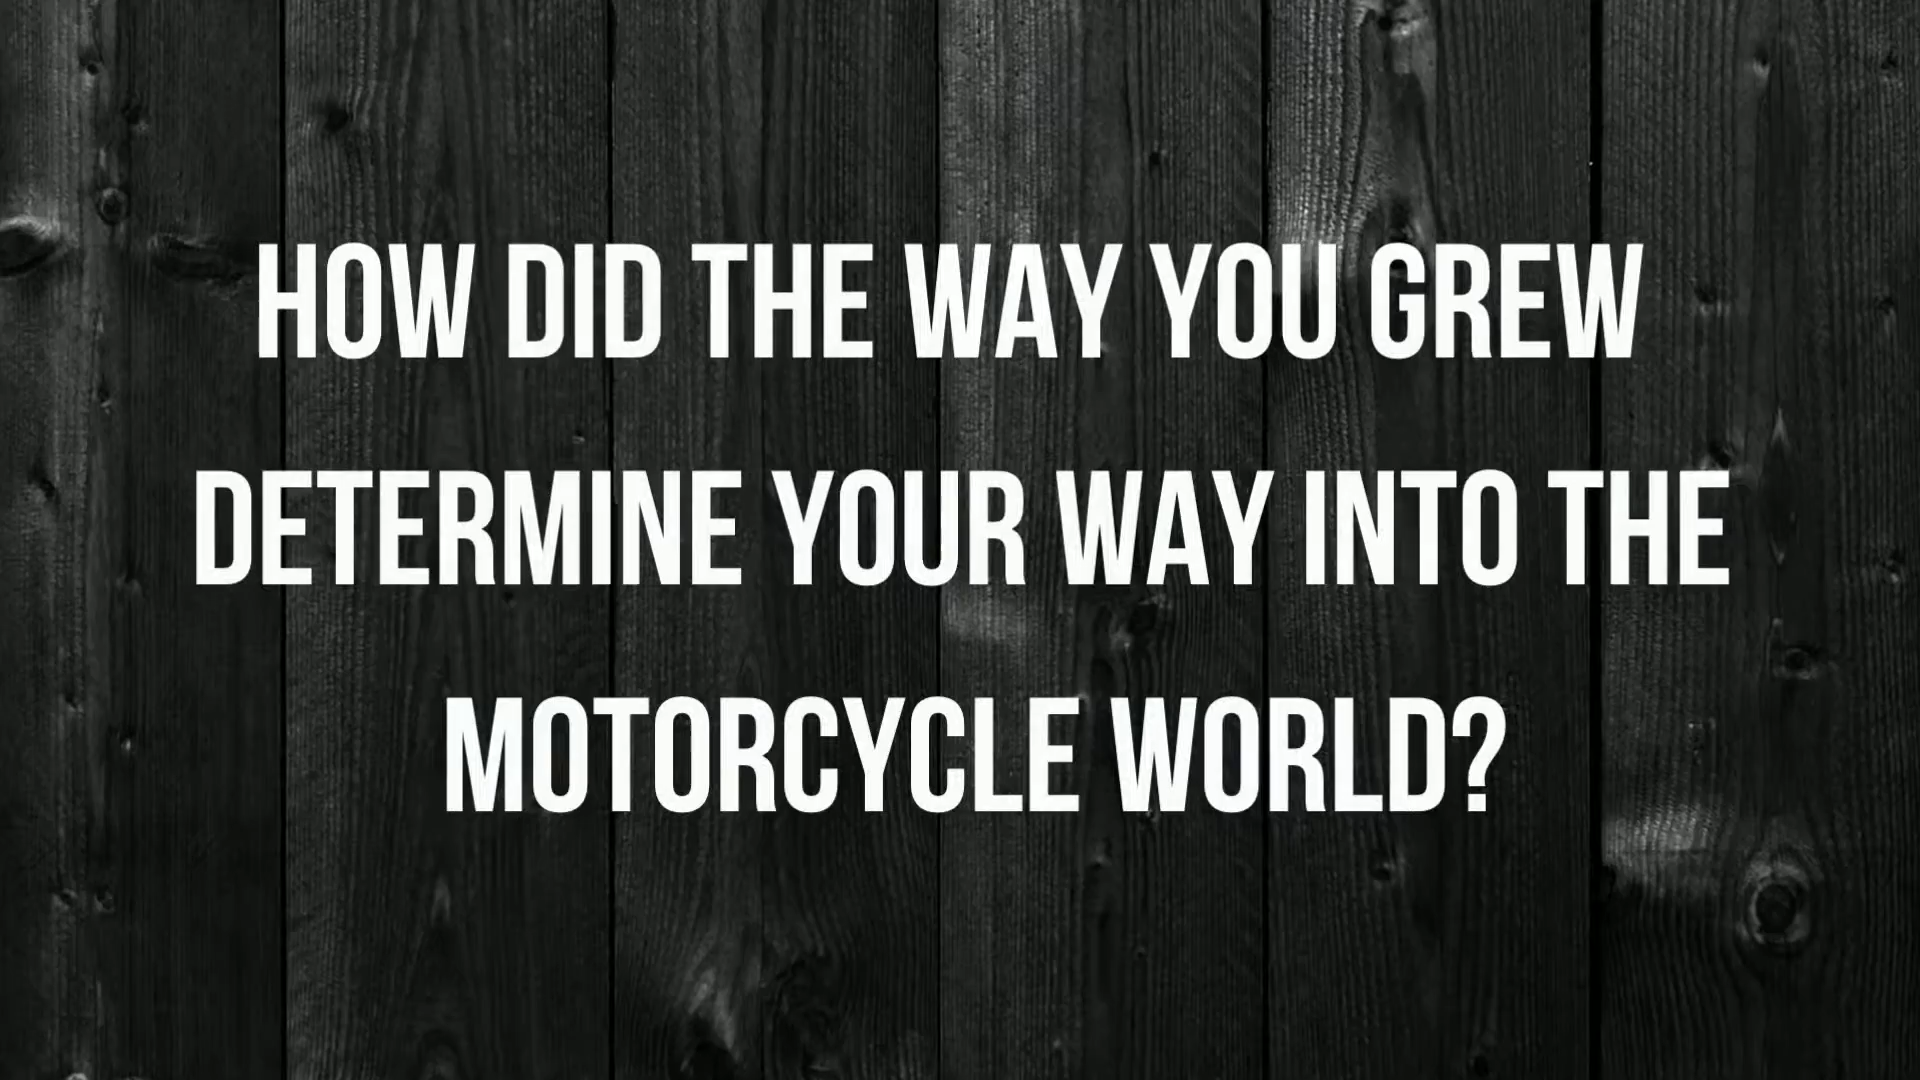 HOW DID THE WAY YOU GREW
DETERMINE YOUR WAY INTO THE
MOTORCYCLE WORLD?